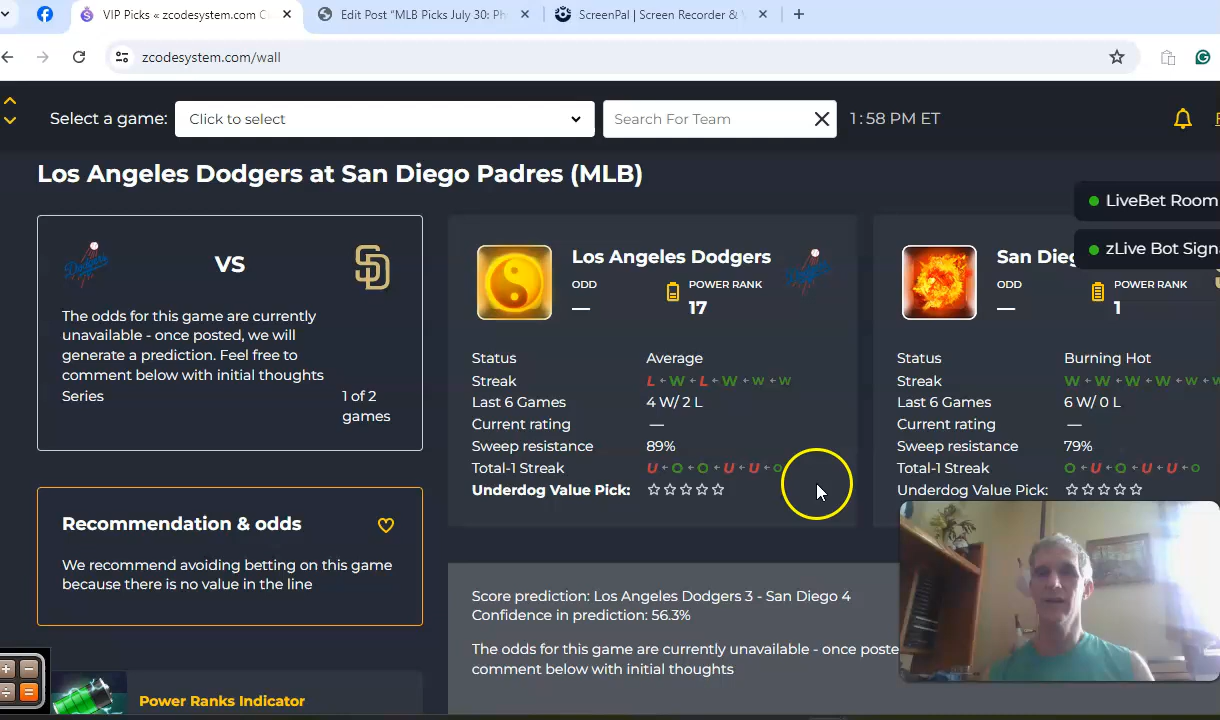 VIP Picks « zcodesystem.com C
Edit Post "MLB Picks July 30: Ph
ScreenPal | Screen Recorder &
zcodesystem.com/wall
Select a game:
Click to select
Search For Team
1:58 PM ET
Los Angeles Dodgers at San Diego Padres (MLB)
LiveBet Room
zLive Bot Sign
VS
SD
The odds for this game are currently
unavailable - once posted, we will
generate a prediction. Feel free to
comment below with initial thoughts
Series
1 of 2
games
Los Angeles Dodgers
Dodgers
ODD
—
POWER RANK
17
Status
Average
Streak
L W L W W W
Last 6 Games
4 W/ 2 L
Current rating
—
Sweep resistance
89%
Total-1 Streak
U O O U U O
Underdog Value Pick:
San Die
ODD
—
POWER RANK
1
Status
Burning Hot
Streak
W W W W W W
Last 6 Games
6 W/ 0 L
Current rating
—
Sweep resistance
79%
Total-1 Streak
O U O U U O
Underdog Value Pick:
Recommendation & odds
We recommend avoiding betting on this game
because there is no value in the line
Score prediction: Los Angeles Dodgers 3 - San Diego 4
Confidence in prediction: 56.3%
The odds for this game are currently unavailable - once poste
comment below with initial thoughts
Power Ranks Indicator